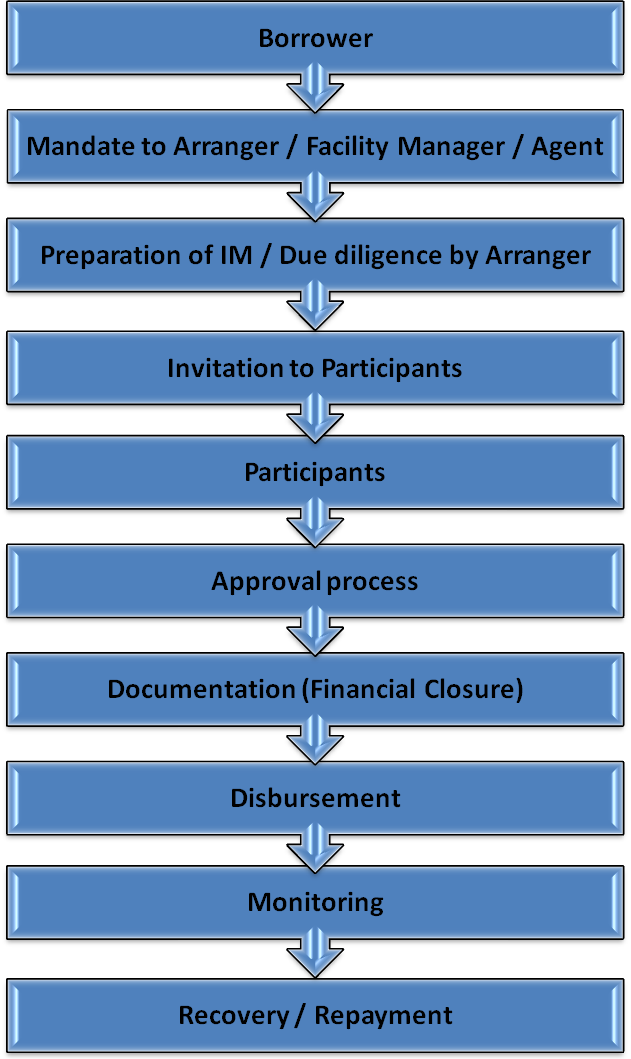 Borrower
Mandate to Arranger / Facility Manager / Agent
Preparation of IM / Due diligence by Arranger
Invitation to Participants
Participants
Approval process
Documentation (Financial Closure)
Disbursement
Monitoring
Recovery / Repayment